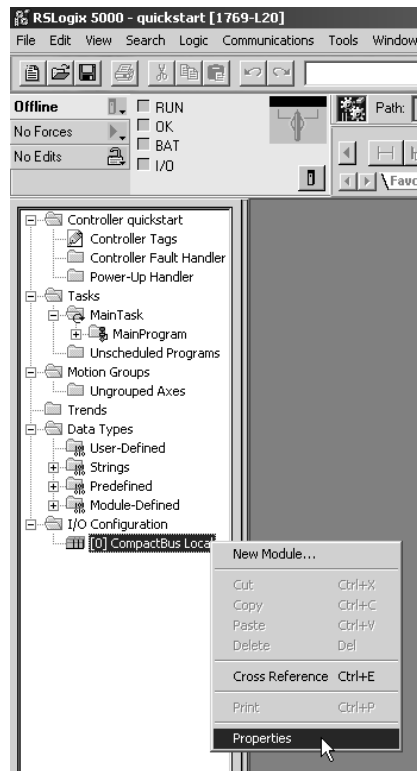 RSLogix 5000 - quickstart [1769-L20]
File Edit View Search Logic Communications Tools Window
Offline
RUN
Path:
No Forces
OK
BAT
No Edits
I/O
Favo
Controller quickstart
Controller Tags
Controller Fault Handler
Power-Up Handler
Tasks
MainTask
MainProgram
Unscheduled Programs
Motion Groups
Ungrouped Axes
Trends
Data Types
User-Defined
Strings
Predefined
Module-Defined
I/O Configuration
[0] CompactBus Local
New Module...
Cut Ctrl+X
Copy Ctrl+C
Paste Ctrl+V
Delete Del
Cross Reference Ctrl+E
Print Ctrl+P
Properties